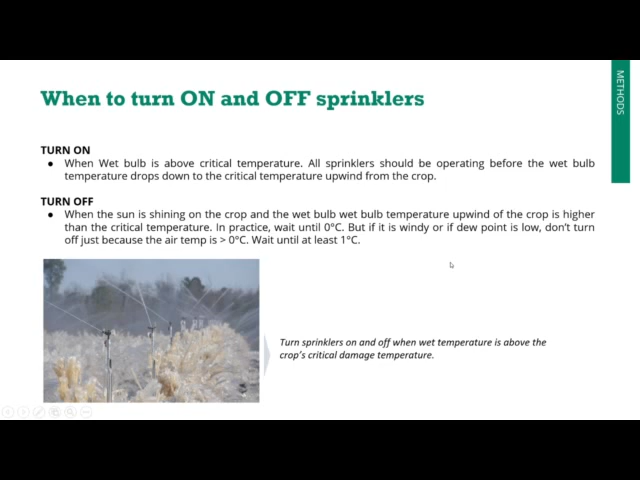 METHODS
When to turn ON and OFF sprinklers
TURN ON
● When Wet bulb is above critical temperature. All sprinklers should be operating before the wet bulb
temperature drops down to the critical temperature upwind from the crop.
TURN OFF
● When the sun is shining on the crop and the wet bulb wet bulb temperature upwind of the crop is higher
than the critical temperature. In practice, wait until 0°C. But if it is windy or if dew point is low, don't turn
off just because the air temp is > 0°C. Wait until at least 1°C.
Turn sprinklers on and off when wet temperature is above the
crop's critical damage temperature.